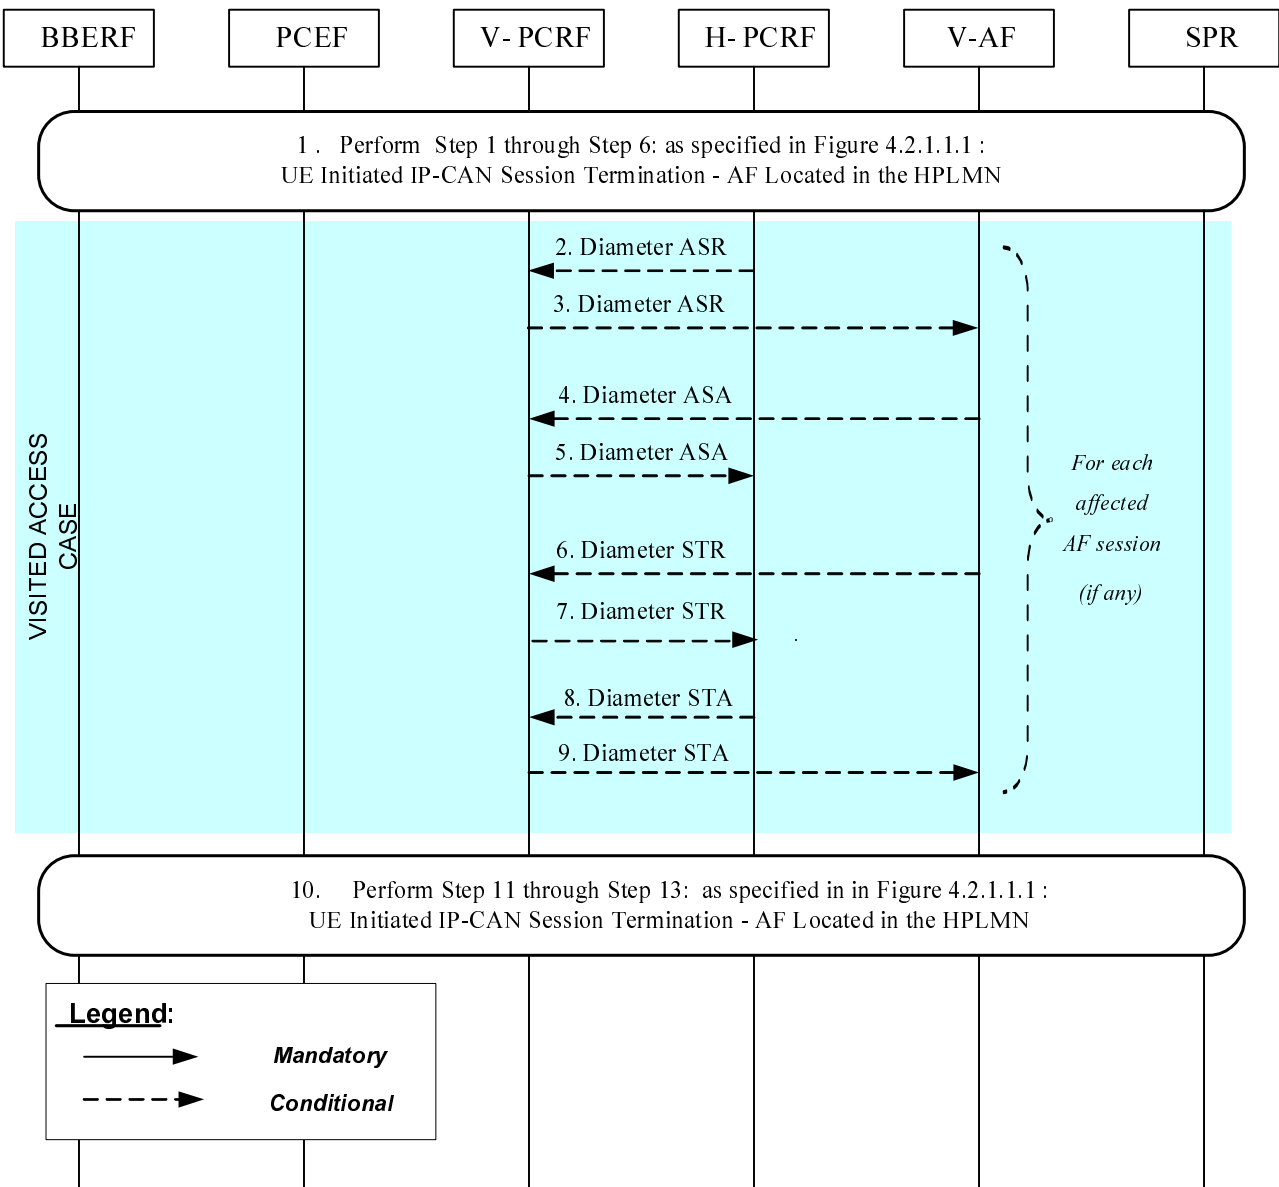 BBERF
PCEF
V- PCRF
H- PCRF
V-AF
SPR
1 . Perform Step 1 through Step 6: as specified in Figure 4.2.1.1.1 :
UE Initiated IP-CAN Session Termination - AF Located in the HPLMN
2. Diameter ASR
3. Diameter ASR
4. Diameter ASA
5. Diameter ASA
6. Diameter STR
7. Diameter STR
8. Diameter STA
9. Diameter STA
VISITED ACCESS
CASE
For each
affected
AF session
(if any)
10. Perform Step 11 through Step 13: as specified in in Figure 4.2.1.1.1 :
UE Initiated IP-CAN Session Termination - AF Located in the HPLMN
Legend:
Mandatory
Conditional